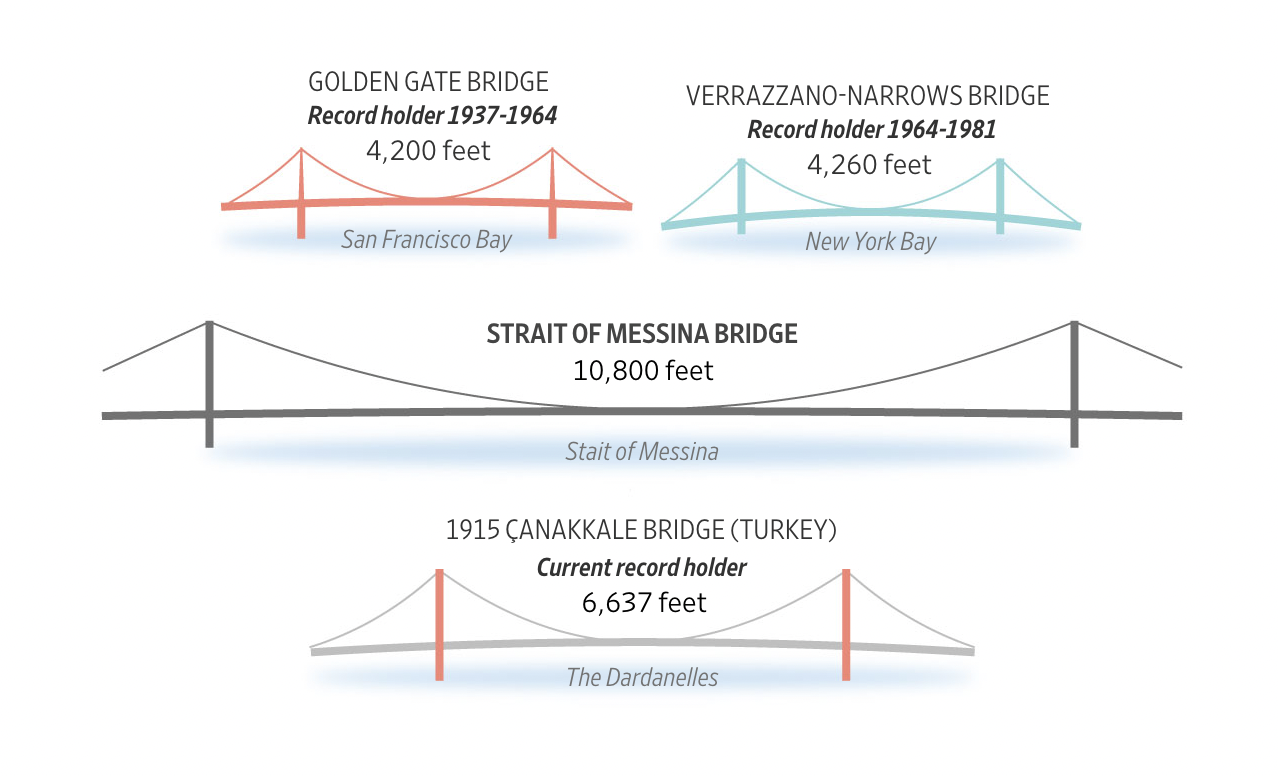 GOLDEN GATE BRIDGE
Record holder 1937-1964
4,200 feet
San Francisco Bay
VERRAZZANO-NARROWS BRIDGE
Record holder 1964-1981
4,260 feet
New York Bay
STRAIT OF MESSINA BRIDGE
10,800 feet
Stait of Messina
1915 ÇANAKKALE BRIDGE (TURKEY)
Current record holder
6,637 feet
The Dardanelles